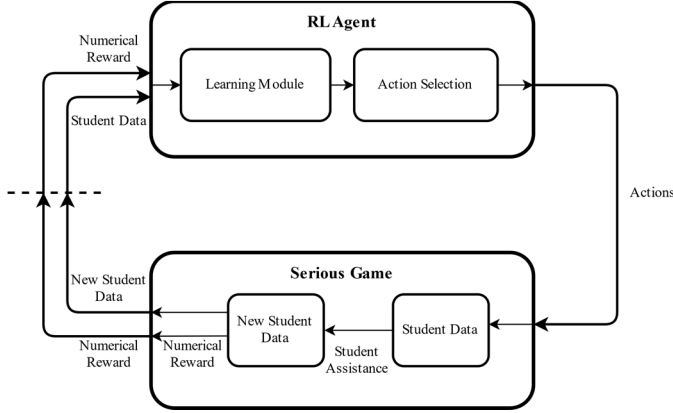 RL Agent
Numerical
Reward
Learning Module
Action Selection
Student Data
Actions
Serious Game
New Student
Data
New Student
Data
Student Data
Numerical
Reward
Numerical
Reward
Student
Assistance